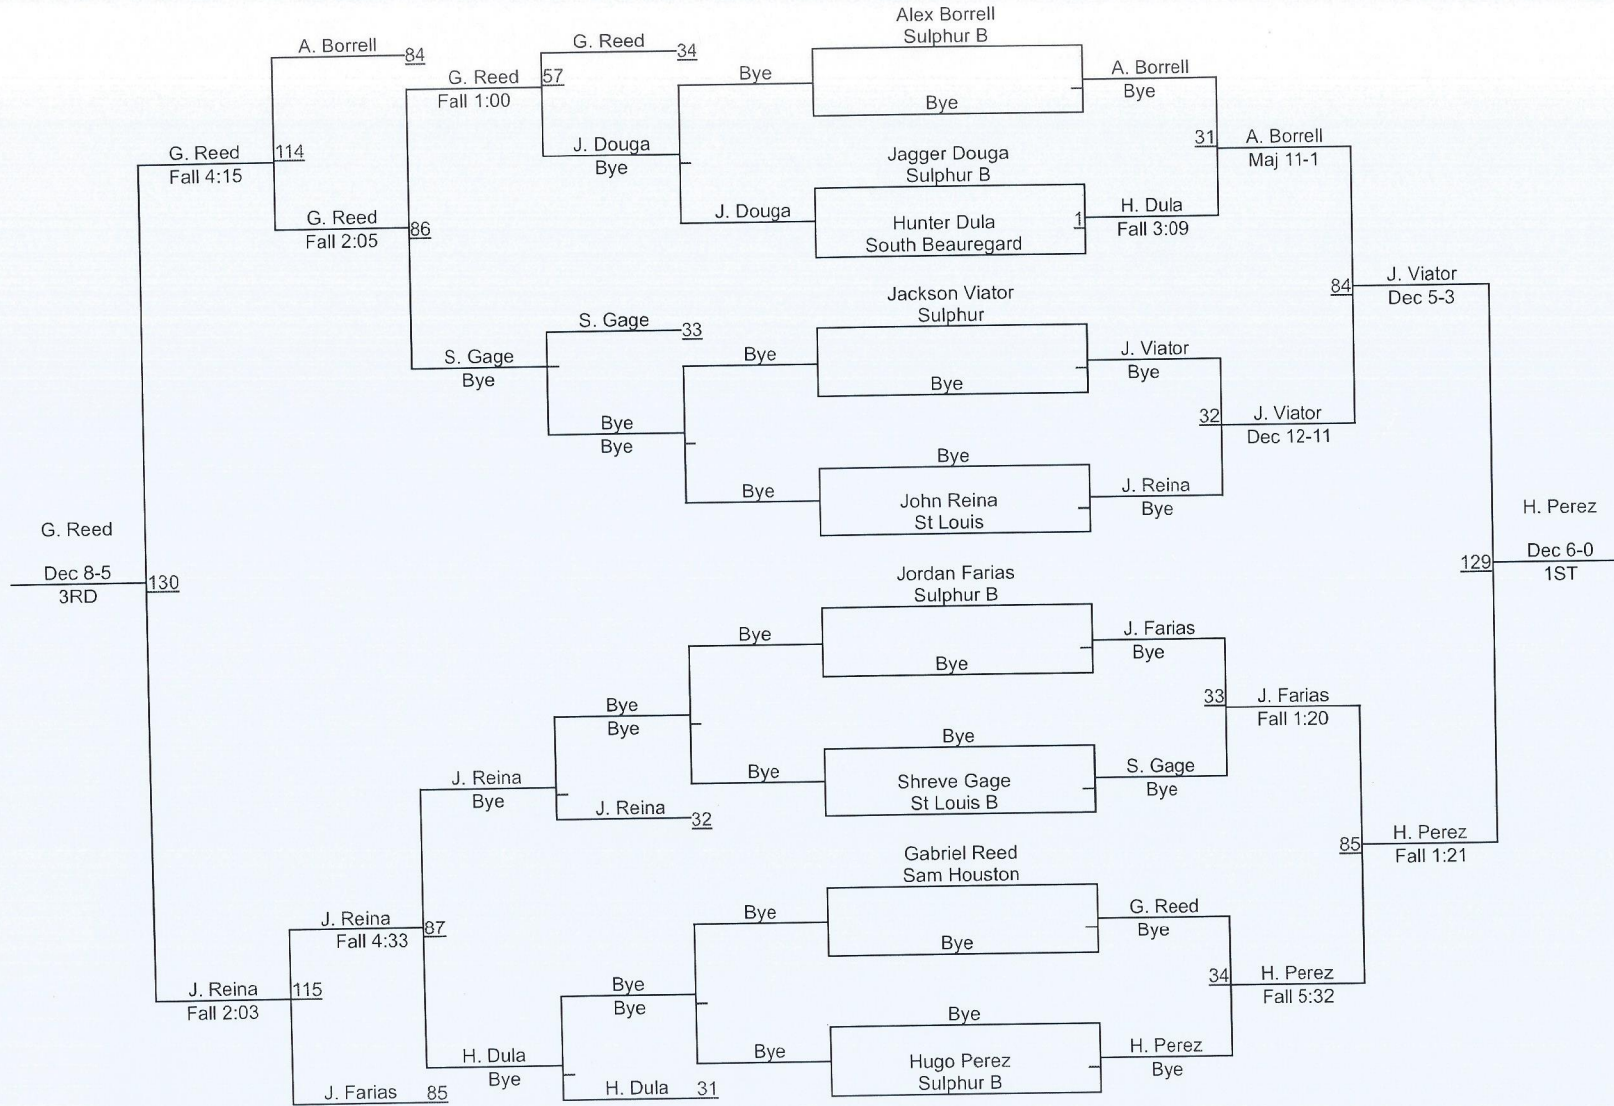 Alex Borrell
Sulphur B
A. Borrell
84
G. Reed
34
G. Reed
57
Fall 1:00
Bye
Bye
A. Borrell
Bye
G. Reed
114
Fall 4:15
J. Douga
Bye
Jagger Douga
Sulphur B
31
A. Borrell
Maj 11-1
G. Reed
Fall 2:05
86
J. Douga
Hunter Dula
South Beauregard
1
H. Dula
Fall 3:09
Jackson Viator
Sulphur
84
J. Viator
Dec 5-3
S. Gage
33
S. Gage
Bye
Bye
Bye
J. Viator
Bye
Bye
Bye
32
J. Viator
Dec 12-11
Bye
Bye
John Reina
St Louis
J. Reina
Bye
G. Reed
Dec 8-5
3RD
130
H. Perez
129
Dec 6-0
1ST
Jordan Farias
Sulphur B
Bye
Bye
J. Farias
Bye
Bye
Bye
33
J. Farias
Fall 1:20
Bye
Bye
Shreve Gage
St Louis B
S. Gage
Bye
J. Reina
Bye
J. Reina
32
Gabriel Reed
Sam Houston
85
H. Perez
Fall 1:21
J. Reina
Fall 4:33
87
Bye
Bye
G. Reed
Bye
J. Reina
Fall 2:03
115
Bye
Bye
34
H. Perez
Fall 5:32
Bye
H. Dula
Bye
Bye
Hugo Perez
Sulphur B
H. Perez
Bye
J. Farias
85
H. Dula
31